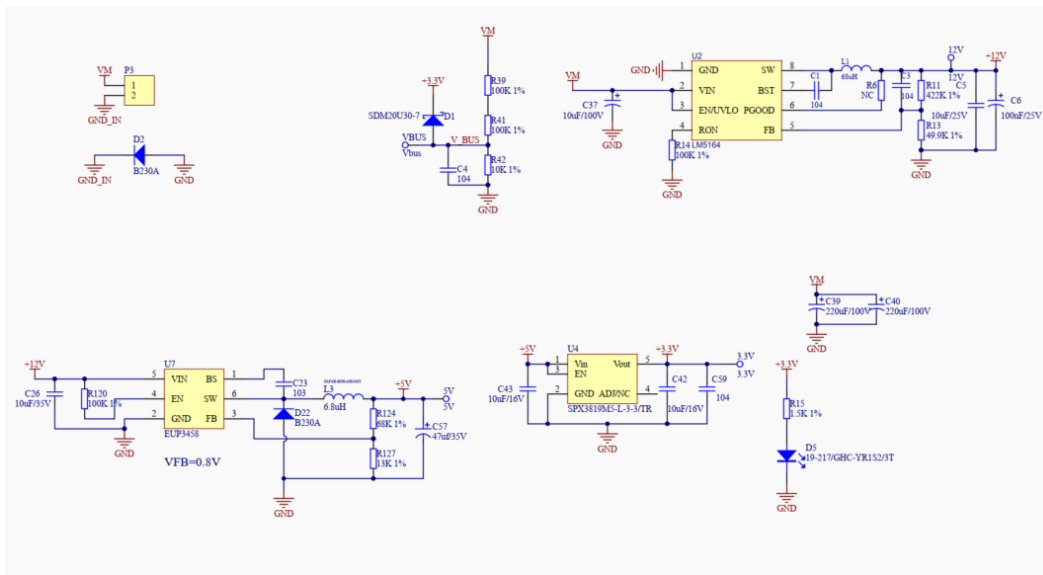 P3
VM
1
2
GND_IN
D2
B230A
GND_IN
GND
VM
+3.3V
R39
100K 1%
SDM20U30-7
D1
R41
100K 1%
VBUS
Vbus
V_BUS
R42
10K 1%
C4
104
GND
U2
VM
GND
1
GND
SW
8
2
VIN
BST
7
3
EN/UVLO
PGOOD
6
4
RON
FB
5
LM5164
C37
10uF/100V
GND
R14
100K 1%
GND
L1
68uH
C1
104
R6
NC
C3
104
R11
422K 1%
R13
49.9K 1%
GND
12V
12V
+12V
C5
10uF/25V
C6
100uF/25V
+12V
C26
10uF/35V
R120
100K 1%
GND
U7
5
VIN
BS
1
4
EN
SW
6
2
GND
FB
3
EUP3458
VFB=0.8V
C23
103
D22
B230A
L3
6.8uH
+5V
5V
5V
R124
68K 1%
C57
47uf/35V
R127
13K 1%
GND
+5V
U4
1
Vin
Vout
5
3
EN
2
GND
ADJ/NC
4
SPX3819M5-L-3-3/TR
C43
10uF/16V
GND
+3.3V
3.3V
3.3V
C42
10uF/16V
C59
104
VM
C39
220uF/100V
C40
220uF/100V
GND
+3.3V
R15
1.5K 1%
D5
19-217/GHC-YR1S2/3T
GND